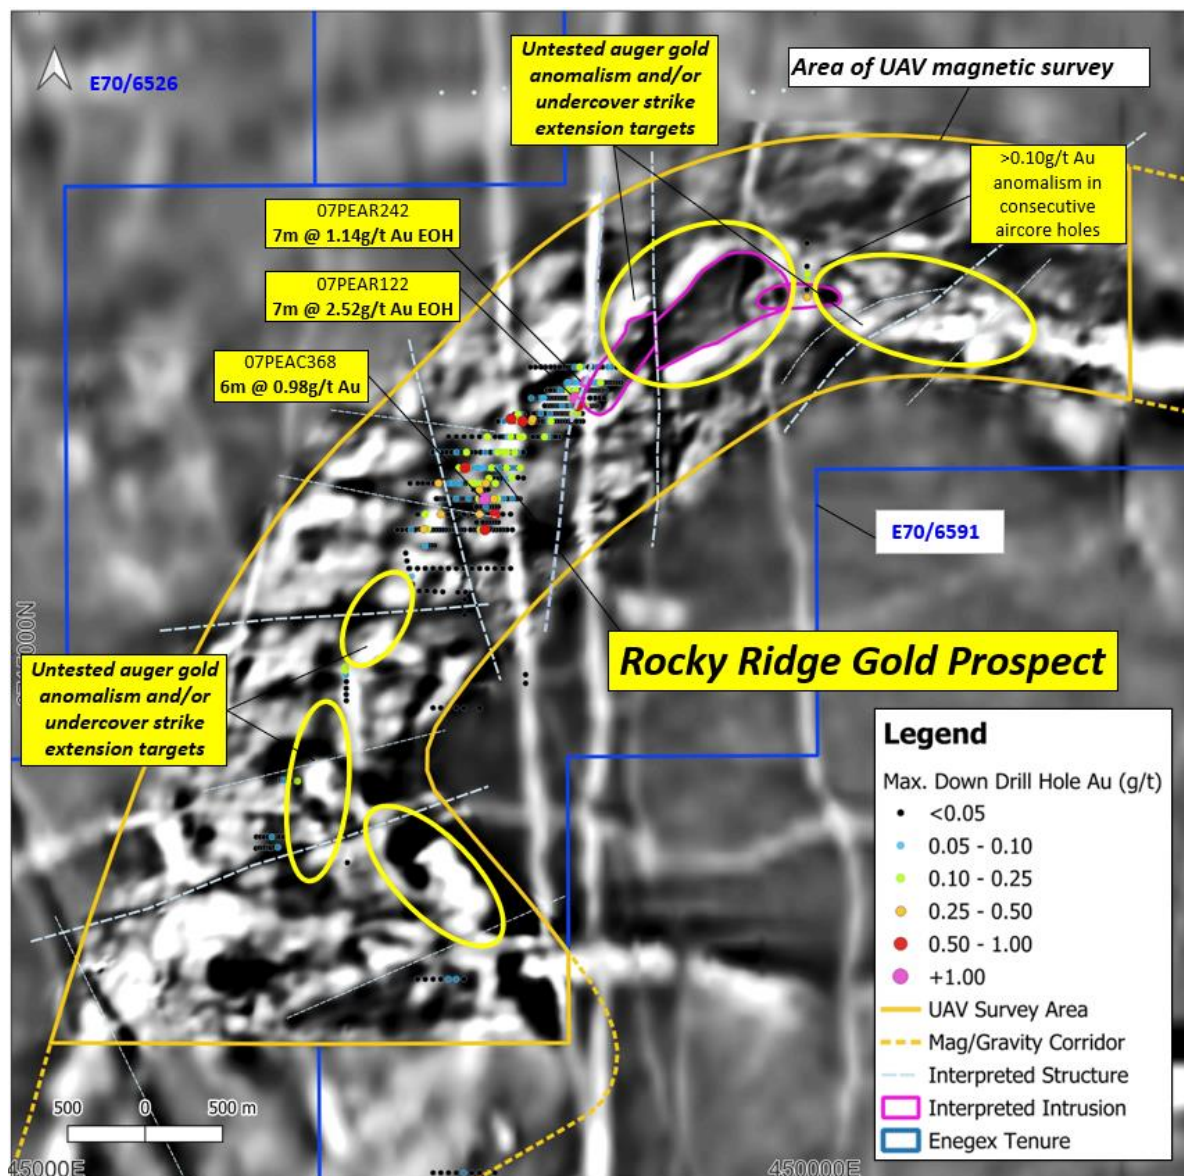 Untested auger gold
anomalism and/or
undercover strike
extension targets
Area of UAV magnetic survey
E70/6526
>0.10g/t Au
anomalism in
consecutive
aircore holes
07PEAR242
7m @ 1.14g/t Au EOH
07PEAR122
7m @ 2.52g/t Au EOH
07PEAC368
6m @ 0.98g/t Au
E70/6591
Rocky Ridge Gold Prospect
Untested auger gold
anomalism and/or
undercover strike
extension targets
Legend
Max. Down Drill Hole Au (g/t)
<0.05
0.05 - 0.10
0.10 - 0.25
0.25 - 0.50
0.50 - 1.00
+1.00
UAV Survey Area
Mag/Gravity Corridor
Interpreted Structure
Interpreted Intrusion
Enegex Tenure
500 0 500 m
45000E
450000E